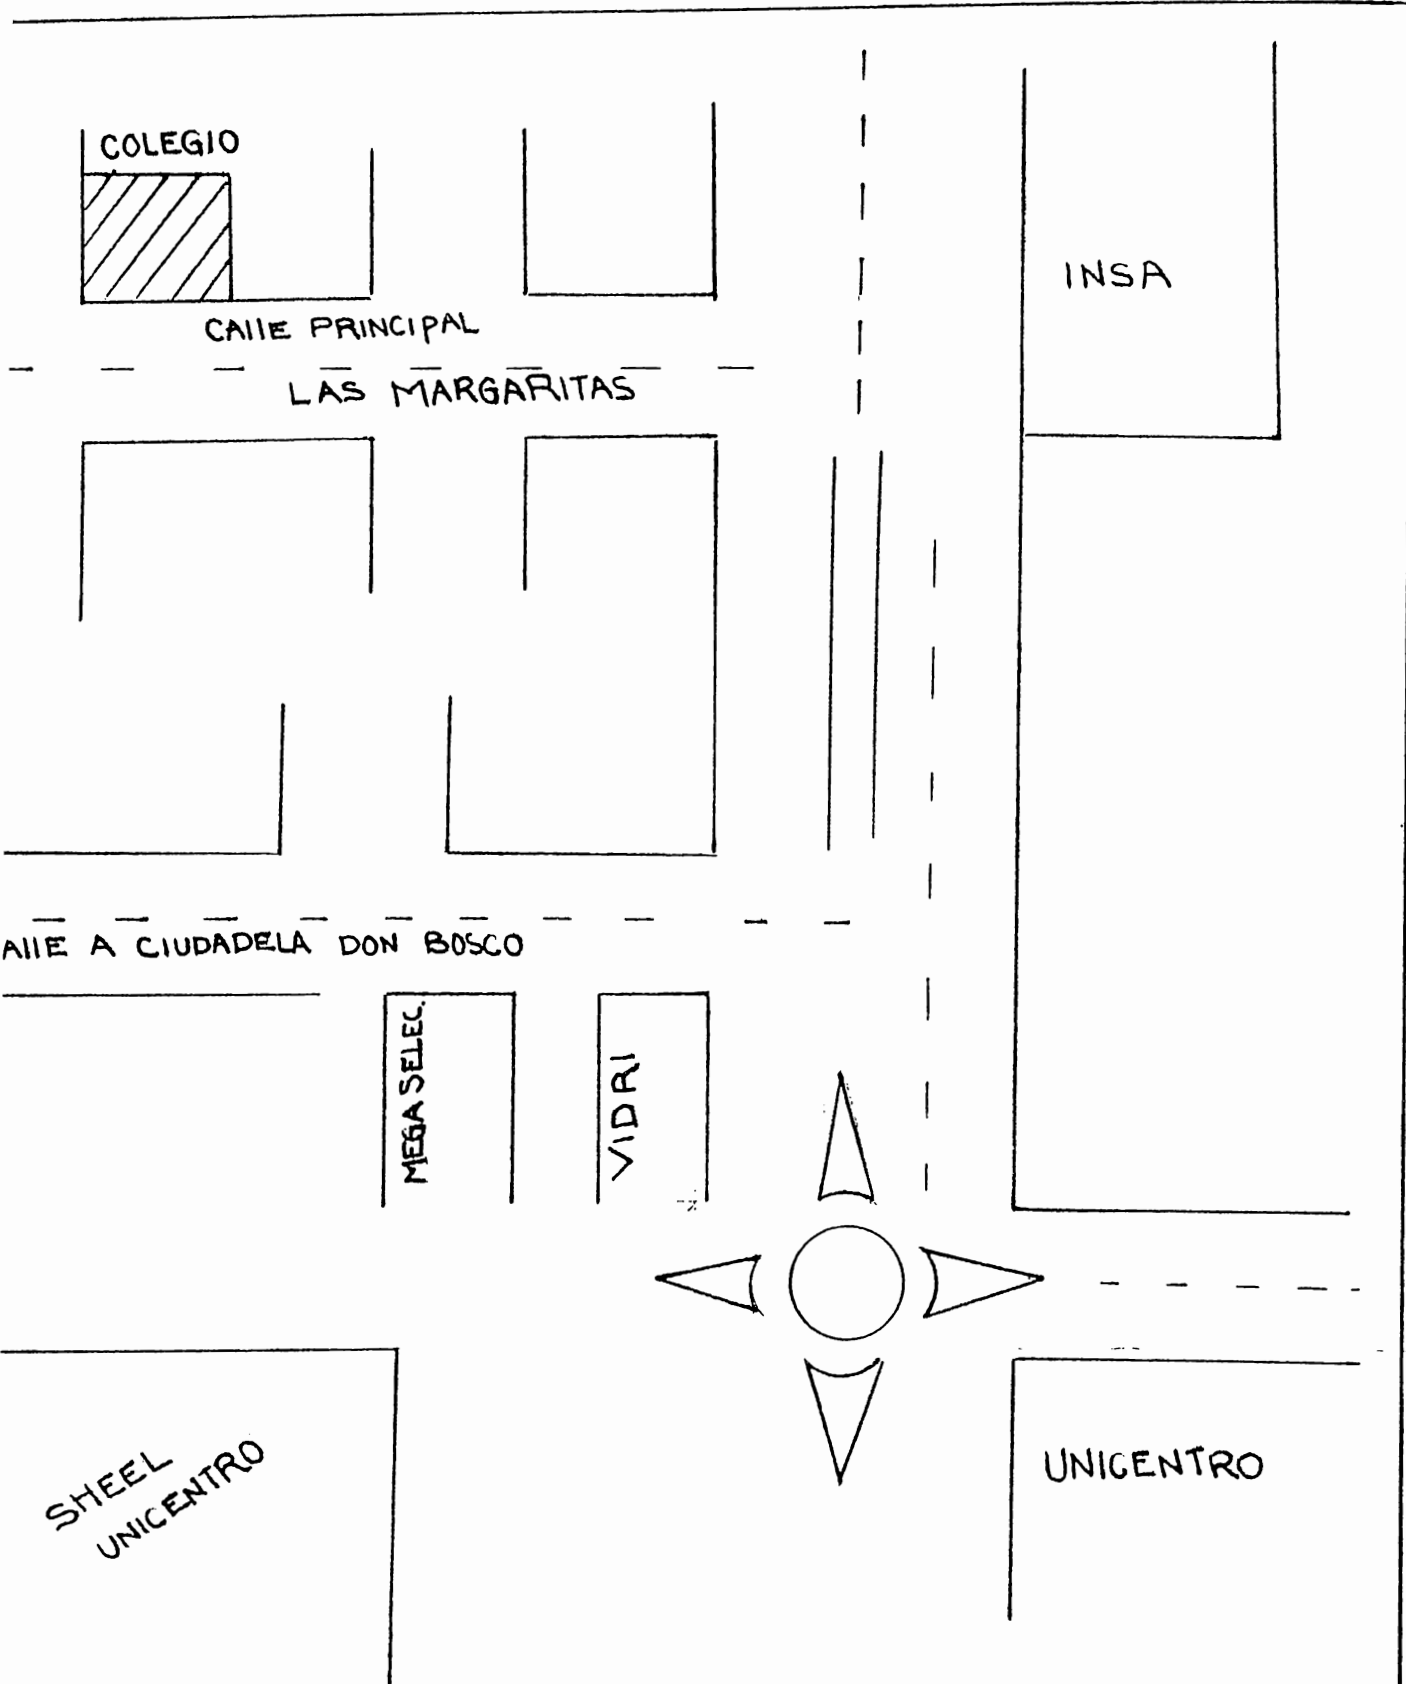 COLEGIO
INSA
CAllE PRINCIPAL
LAS MARGARITAS
AllE A CIUDADELA DON BOSCO
MEGA SELEC.
VIDRI
SHEEL
UNICENTRO
UNICENTRO